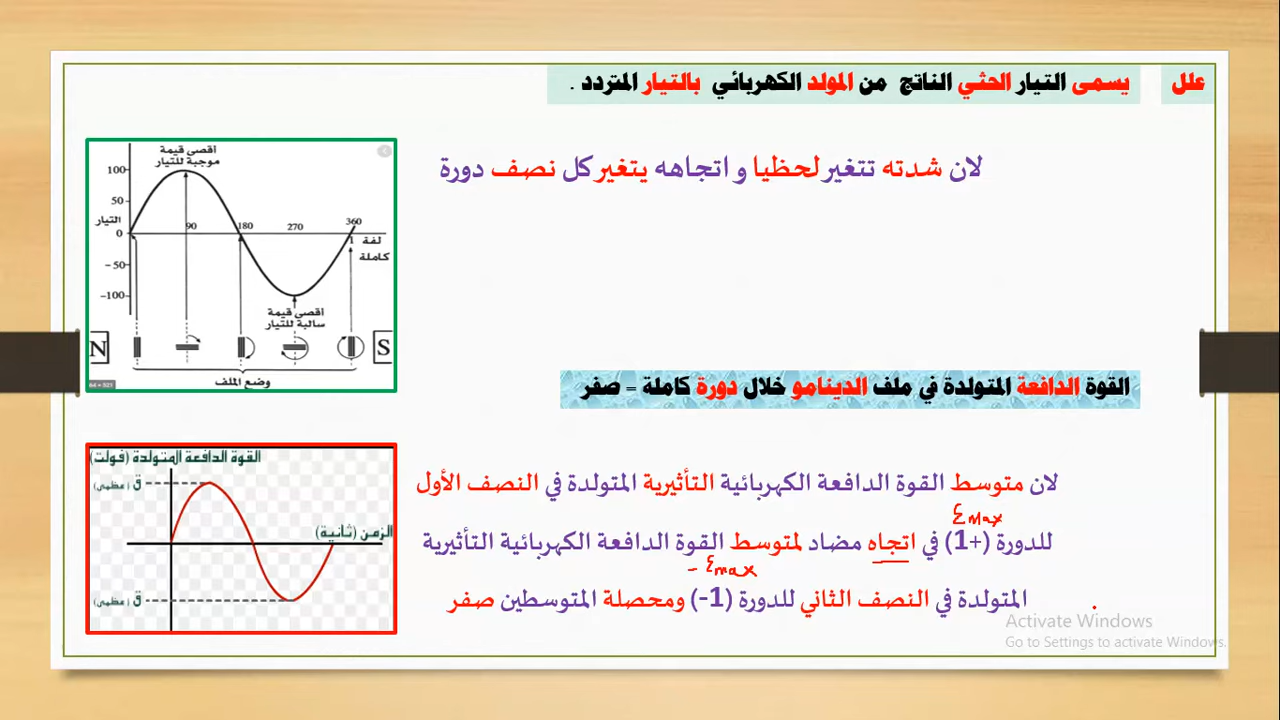 علل
يسمى التيار الحثي الناتج من المولد الكهربائي بالتيار المتردد .
لان شدته تتغير لحظيا و اتجاهه يتغير كل نصف دورة
أقصى قيمة
موجبة للتيار
100
50
التيار
0
90
180
270
360
1 لفة
كاملة
-50
-100
أقصى قيمة
سالبة للتيار
N
S
وضع الملف
القوة الدافعة المتولدة في ملف الدينامو خلال دورة كاملة = صفر
القوة الدافعة المتولدة (فولت)
ق (عظمى)
الزمن (ثانية)
ق (عظمى)
لان متوسط القوة الدافعة الكهربائية التأثيرية المتولدة في النصف الأول
Ɛmax
للدورة (+1) في اتجاه مضاد لمتوسط القوة الدافعة الكهربائية التأثيرية
- Ɛmax
المتولدة في النصف الثاني للدورة (1-) ومحصلة المتوسطين صفر
Activate Windows
Go to Settings to activate Windows.